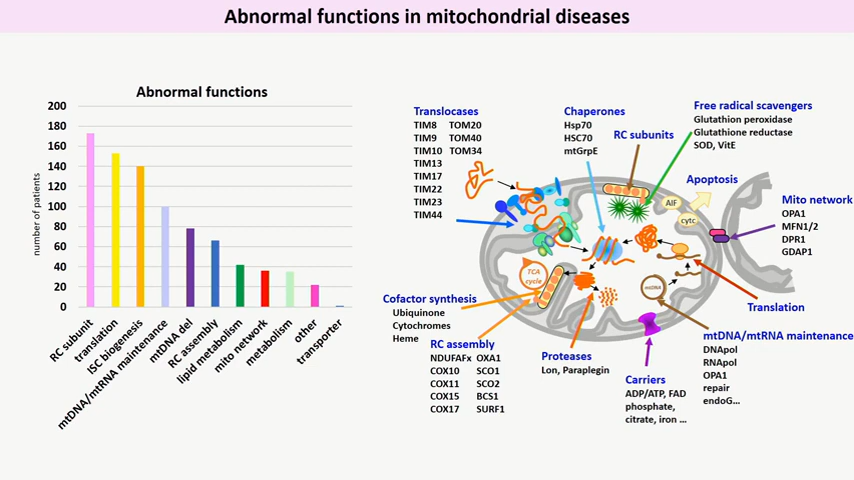 Abnormal functions in mitochondrial diseases
Abnormal functions
number of patients
200
180
160
140
120
100
80
60
40
20
0
RC subunit
translation
ISC biogenesis
mtDNA/mtRNA maintenance
mtDNA del
RC assembly
lipid metabolism
mito network
metabolism
other
transporter
Translocases
TIM8 TOM20
TIM9 TOM40
TIM10 TOM34
TIM13
TIM17
TIM22
TIM23
TIM44
Chaperones
Hsp70
HSC70
mtGrpE
RC subunits
Free radical scavengers
Glutathion peroxidase
Glutathione reductase
SOD, VitE
Apoptosis
AIF
cytc
Mito network
OPA1
MFN1/2
DPR1
GDAP1
TCA
cycle
mtDNA
Cofactor synthesis
Ubiquinone
Cytochromes
Heme
RC assembly
NDUFAFx OXA1
COX10 SCO1
COX11 SCO2
COX15 BCS1
COX17 SURF1
Proteases
Lon, Paraplegin
Carriers
ADP/ATP, FAD
phosphate,
citrate, iron ...
Translation
mtDNA/mtRNA maintenance
DNApol
RNApol
OPA1
repair
endoG...